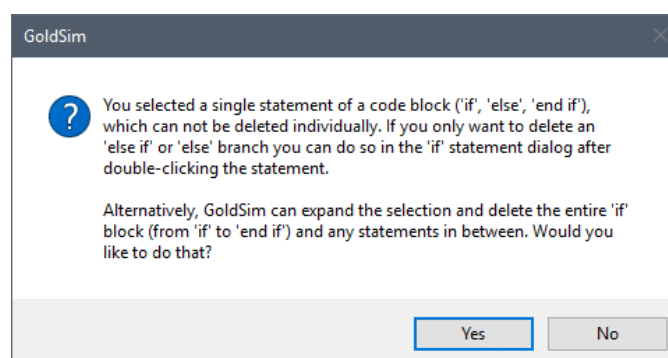 GoldSim
You selected a single statement of a code block ('if', 'else', 'end if'),
which can not be deleted individually. If you only want to delete an
'else if' or 'else' branch you can do so in the 'if' statement dialog after
double-clicking the statement.
Alternatively, GoldSim can expand the selection and delete the entire 'if'
block (from 'if' to 'end if') and any statements in between. Would you
like to do that?
Yes No